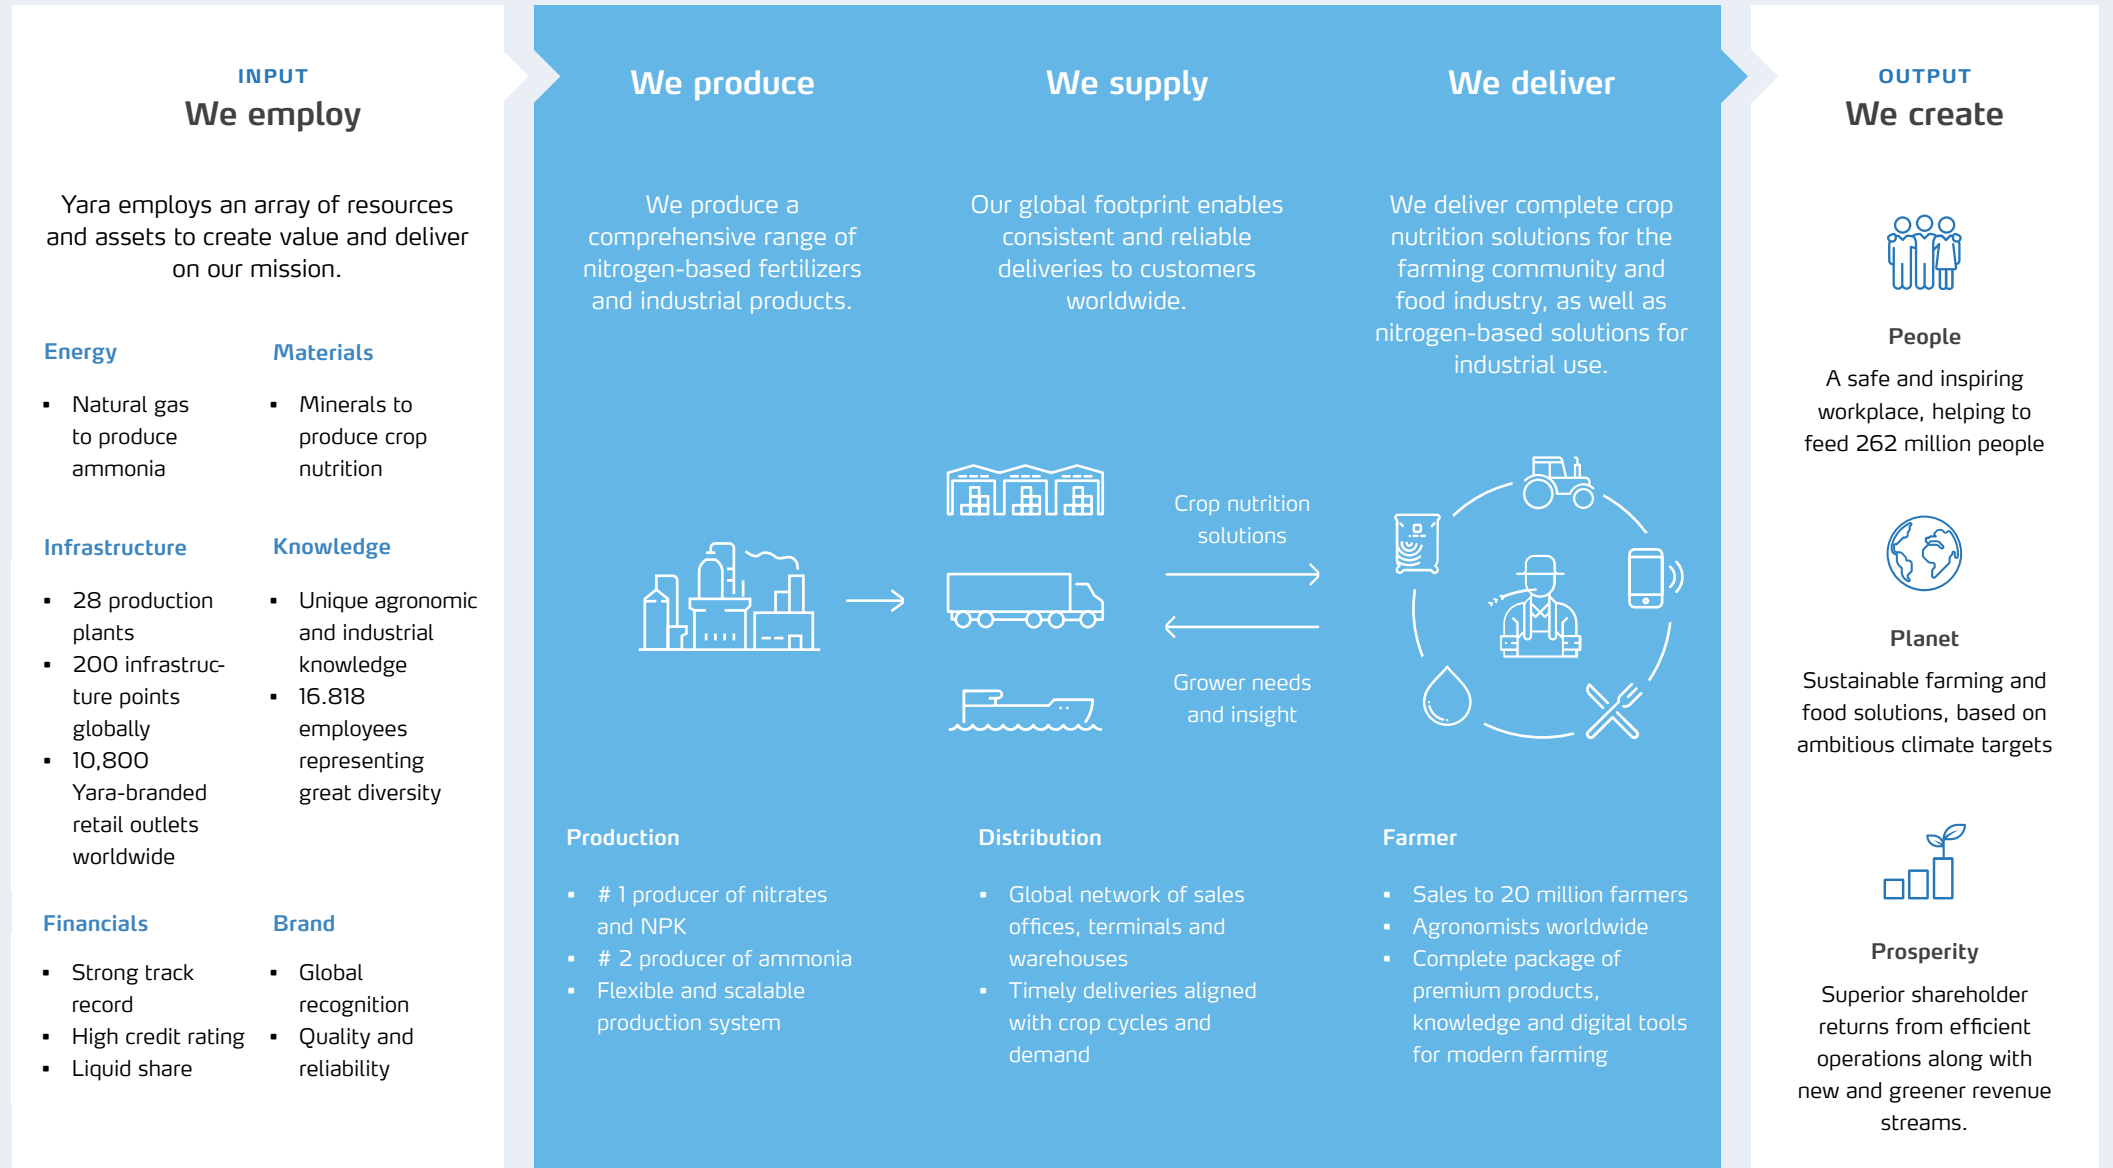 INPUT
We employ
Yara employs an array of resources
and assets to create value and deliver
on our mission.
Energy
▪ Natural gas
to produce
ammonia
Materials
▪ Minerals to
produce crop
nutrition
Infrastructure
▪ 28 production
plants
▪ 200 infrastruc-
ture points
globally
▪ 10,800
Yara-branded
retail outlets
worldwide
Knowledge
▪ Unique agronomic
and industrial
knowledge
▪ 16.818
employees
representing
great diversity
Financials
▪ Strong track
record
▪ High credit rating
▪ Liquid share
Brand
▪ Global
recognition
▪ Quality and
reliability
We produce
We produce a
comprehensive range of
nitrogen-based fertilizers
and industrial products.
Production
▪ # 1 producer of nitrates
and NPK
▪ # 2 producer of ammonia
▪ Flexible and scalable
production system
We supply
Our global footprint enables
consistent and reliable
deliveries to customers
worldwide.
Crop nutrition
solutions
Grower needs
and insight
Distribution
▪ Global network of sales
offices, terminals and
warehouses
▪ Timely deliveries aligned
with crop cycles and
demand
We deliver
We deliver complete crop
nutrition solutions for the
farming community and
food industry, as well as
nitrogen-based solutions for
industrial use.
Farmer
▪ Sales to 20 million farmers
▪ Agronomists worldwide
▪ Complete package of
premium products,
knowledge and digital tools
for modern farming
OUTPUT
We create
People
A safe and inspiring
workplace, helping to
feed 262 million people
Planet
Sustainable farming and
food solutions, based on
ambitious climate targets
Prosperity
Superior shareholder
returns from efficient
operations along with
new and greener revenue
streams.